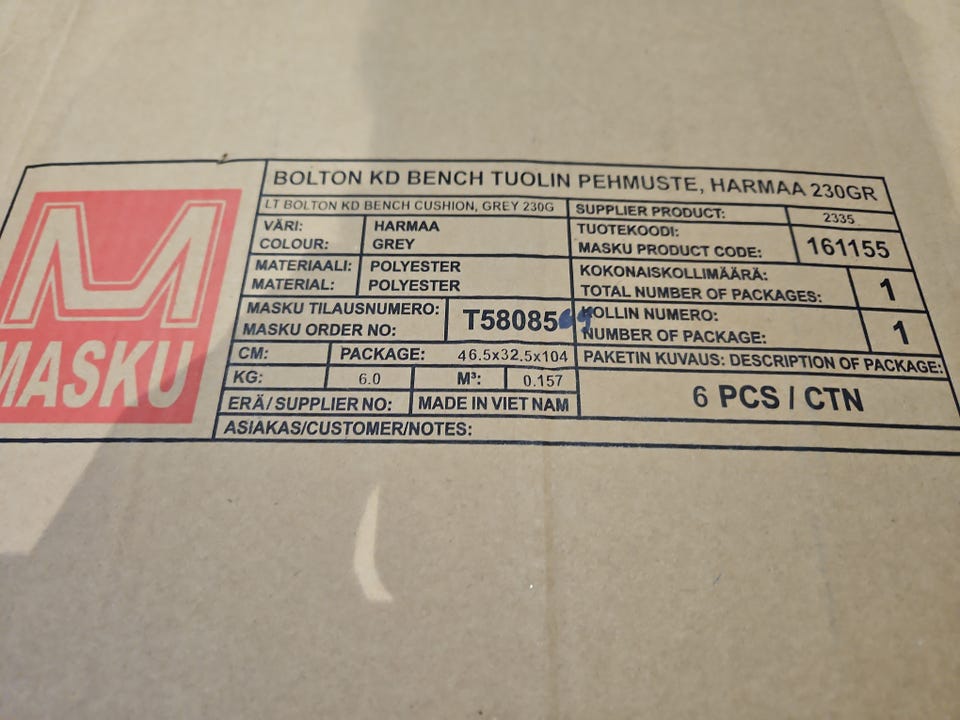 M
MASKU
BOLTON KD BENCH TUOLIN PEHMUSTE, HARMAA 230GR
LT BOLTON KD BENCH CUSHION, GREY 230G
VÄRI: HARMAA
COLOUR: GREY
MATERIAALI: POLYESTER
MATERIAL: POLYESTER
MASKU TILAUSNUMERO:
MASKU ORDER NO: T58085
CM: PACKAGE: 46.5x32.5x104
KG: 6.0 M³: 0.157
ERÄ/SUPPLIER NO: MADE IN VIET NAM
SUPPLIER PRODUCT: 2335
TUOTEKOODI:
MASKU PRODUCT CODE: 161155
KOKONAISKOLLIMÄÄRÄ:
TOTAL NUMBER OF PACKAGES: 1
KOLLIN NUMERO:
NUMBER OF PACKAGE: 1
PAKETIN KUVAUS: DESCRIPTION OF PACKAGE:
6 PCS / CTN
ASIAKAS/CUSTOMER/NOTES: